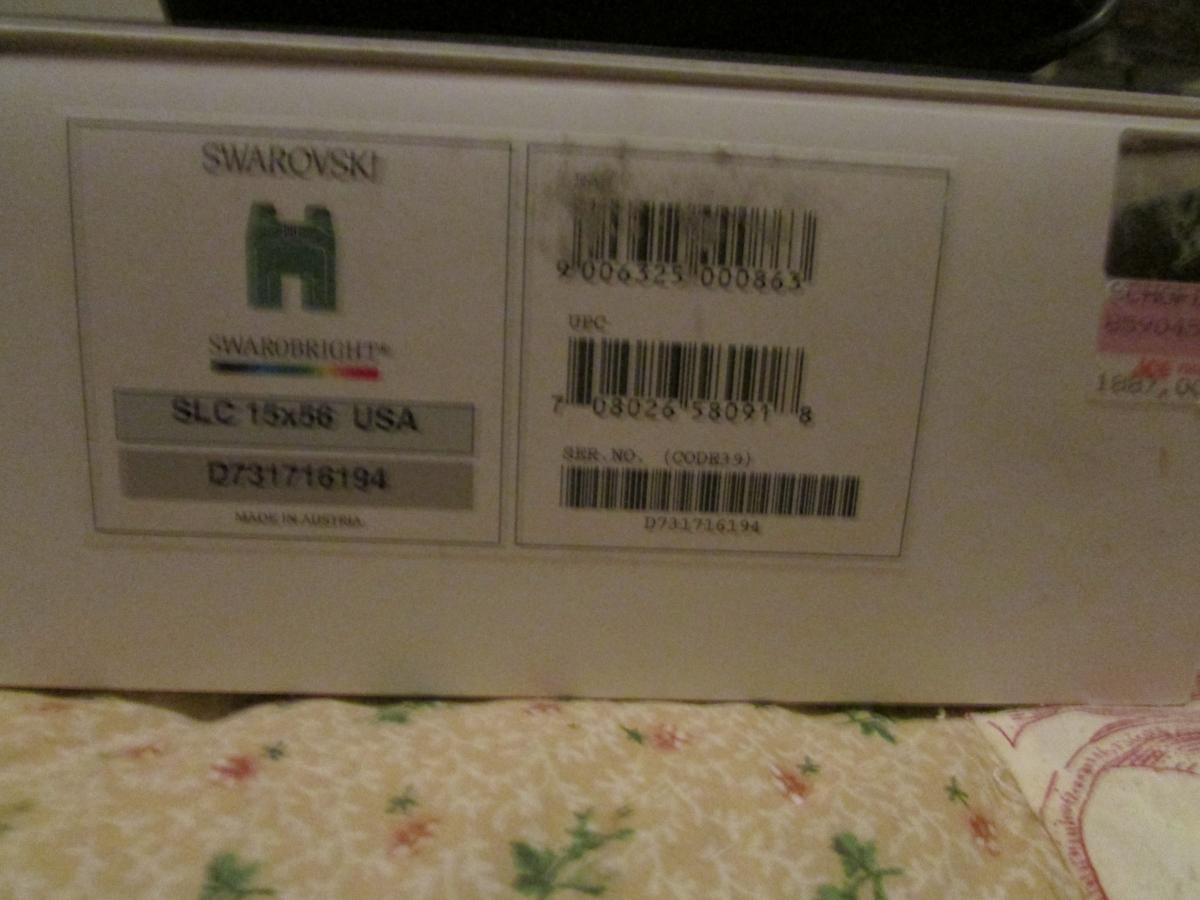 SWAROVSKI
SWAROBRIGHT®
SLC 15x56 USA
D731716194
MADE IN AUSTRIA
9 006325 000863
UPC
7 08026 58091 8
SER.NO. (CODE39)
D731716194